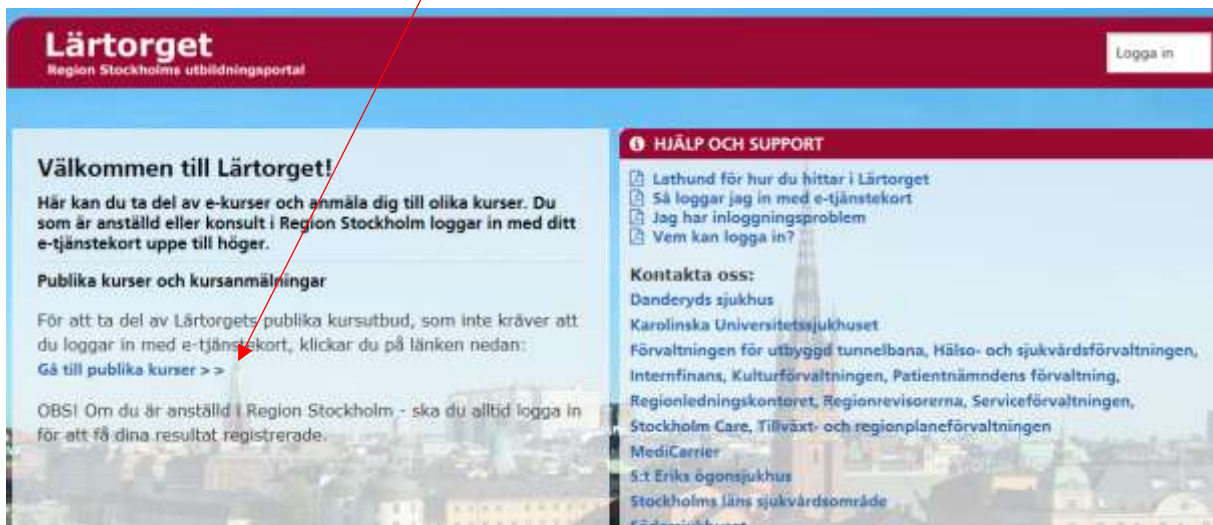 Lärtorget
Region Stockholms utbildningsportal
Logga in
Välkommen till Lärtorget!
Här kan du ta del av e-kurser och anmäla dig till olika kurser. Du
som är anställd eller konsult i Region Stockholm loggar in med ditt
e-tjänstekort uppe till höger.
Publika kurser och kursanmälningar
För att ta del av Lärtorgets publika kursutbud, som inte kräver att
du loggar in med e-tjänstekort, klickar du på länken nedan:
Gå till publika kurser > >
OBS! Om du är anställd i Region Stockholm - ska du alltid logga in
för att få dina resultat registrerade.
HJÄLP OCH SUPPORT
Lathund för hur du hittar i Lärtorget
Så loggar jag in med e-tjänstekort
Jag har inloggningsproblem
Vem kan logga in?
Kontakta oss:
Danderyds sjukhus
Karolinska Universitetssjukhuset
Förvaltningen för utbyggd tunnelbana, Hälso- och sjukvårdsförvaltningen,
Internfinans, Kulturförvaltningen, Patientnämndens förvaltning,
Regionledningskontoret, Regionrevisorerna, Serviceförvaltningen,
Stockholm Care, Tillväxt- och regionplaneförvaltningen
MediCarrier
S:t Eriks ögonsjukhus
Stockholms läns sjukvårdsområde